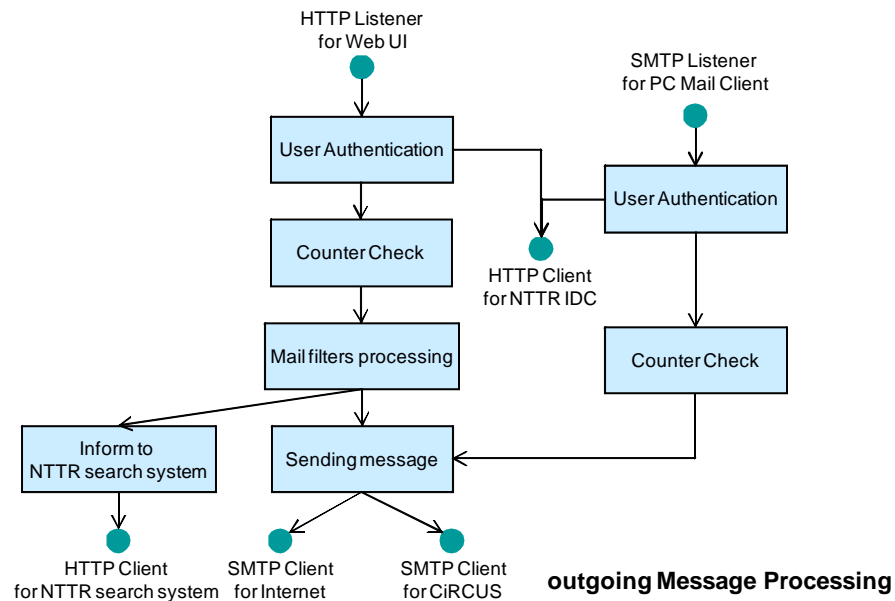 HTTP Listener
for Web UI
SMTP Listener
for PC Mail Client
User Authentication
User Authentication
Counter Check
HTTP Client
for NTTR IDC
Mail filters processing
Counter Check
Inform to
NTTR search system
Sending message
HTTP Client
for NTTR search system
SMTP Client
for Internet
SMTP Client
for CiRCUS
outgoing Message Processing